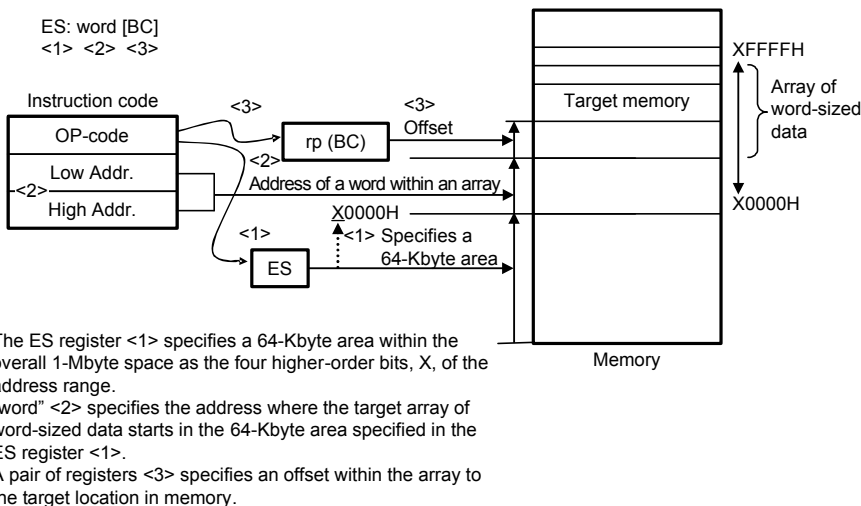 ES: word [BC]
<1> <2> <3>
Instruction code
OP-code
Low Addr.
<2>
High Addr.
<3>
rp (BC)
<3>
Offset
<2>
Address of a word within an array
X0000H
<1>
<1> Specifies a
64-Kbyte area
ES
Target memory
XFFFFH
Array of
word-sized
data
X0000H
Memory
The ES register <1> specifies a 64-Kbyte area within the
overall 1-Mbyte space as the four higher-order bits, X, of the
address range.
word” <2> specifies the address where the target array of
word-sized data starts in the 64-Kbyte area specified in the
ES register <1>.
A pair of registers <3> specifies an offset within the array to
the target location in memory.